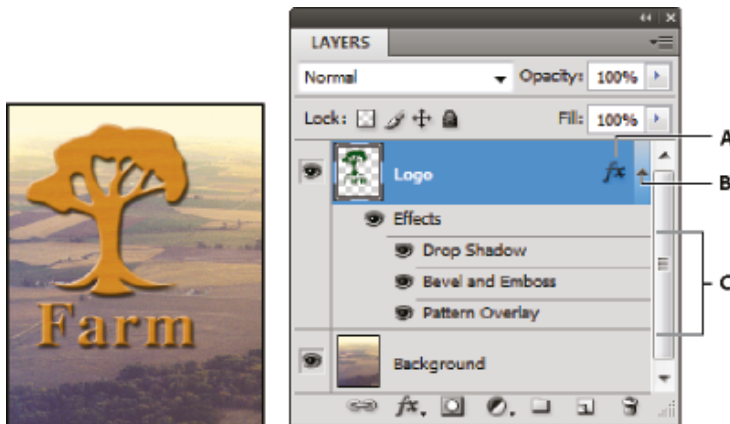 LAYERS
Normal Opacity: 100%
Lock: Fill: 100%
A
Logo fx
B
Effects
Drop Shadow
C
Bevel and Emboss
Pattern Overlay
Farm
Background
fx.